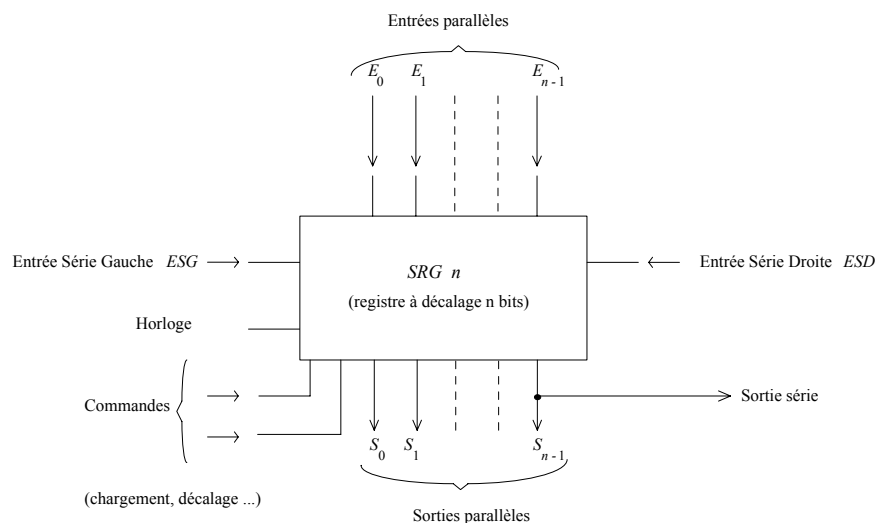 Entrées parallèles
E0 E1 En-1
Entrée Série Gauche ESG
SRG n
Entrée Série Droite ESD
(registre à décalage n bits)
Horloge
Commandes
Sortie série
S0 S1 Sn-1
(chargement, décalage ...)
Sorties parallèles